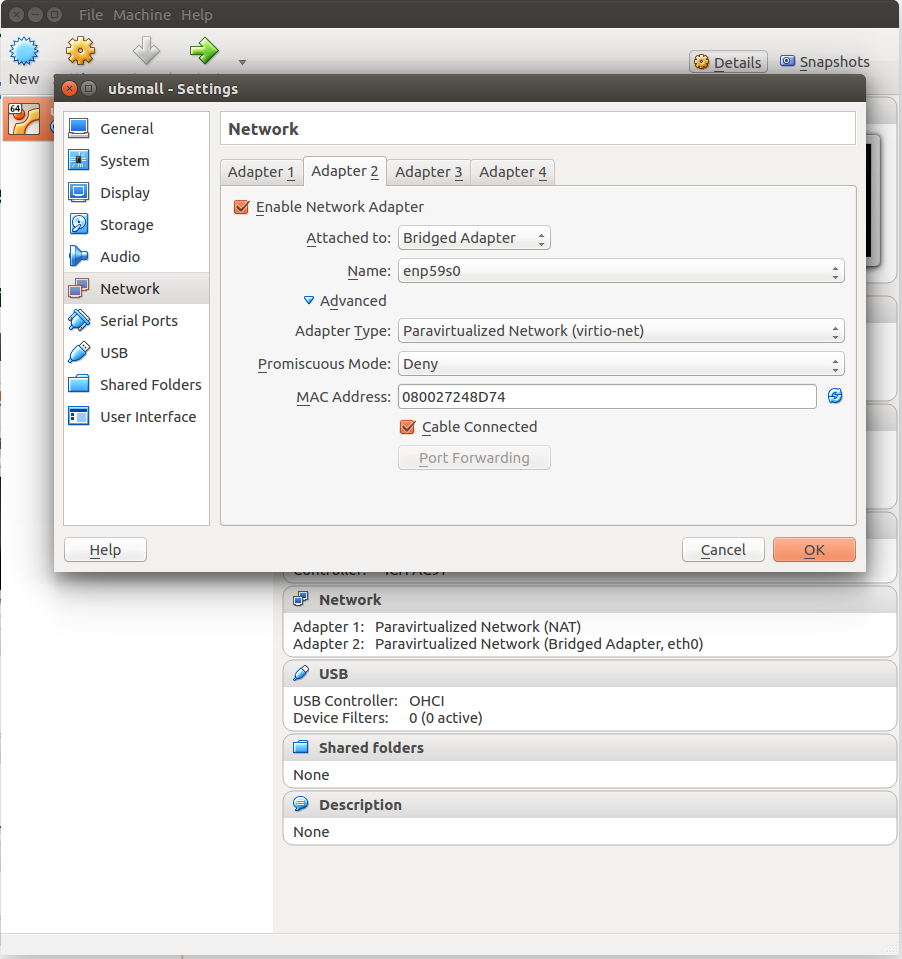 File Machine Help
New
Details
Snapshots
ubsmall - Settings
64
General
System
Display
Storage
Audio
Network
Serial Ports
USB
Shared Folders
User Interface
Network
Adapter 1 Adapter 2 Adapter 3 Adapter 4
Enable Network Adapter
Attached to: Bridged Adapter
Name: enp59s0
Advanced
Adapter Type: Paravirtualized Network (virtio-net)
Promiscuous Mode: Deny
MAC Address: 080027248D74
Cable Connected
Port Forwarding
Help
Cancel
OK
Network
Adapter 1: Paravirtualized Network (NAT)
Adapter 2: Paravirtualized Network (Bridged Adapter, eth0)
USB
USB Controller: OHCI
Device Filters: 0 (0 active)
Shared folders
None
Description
None